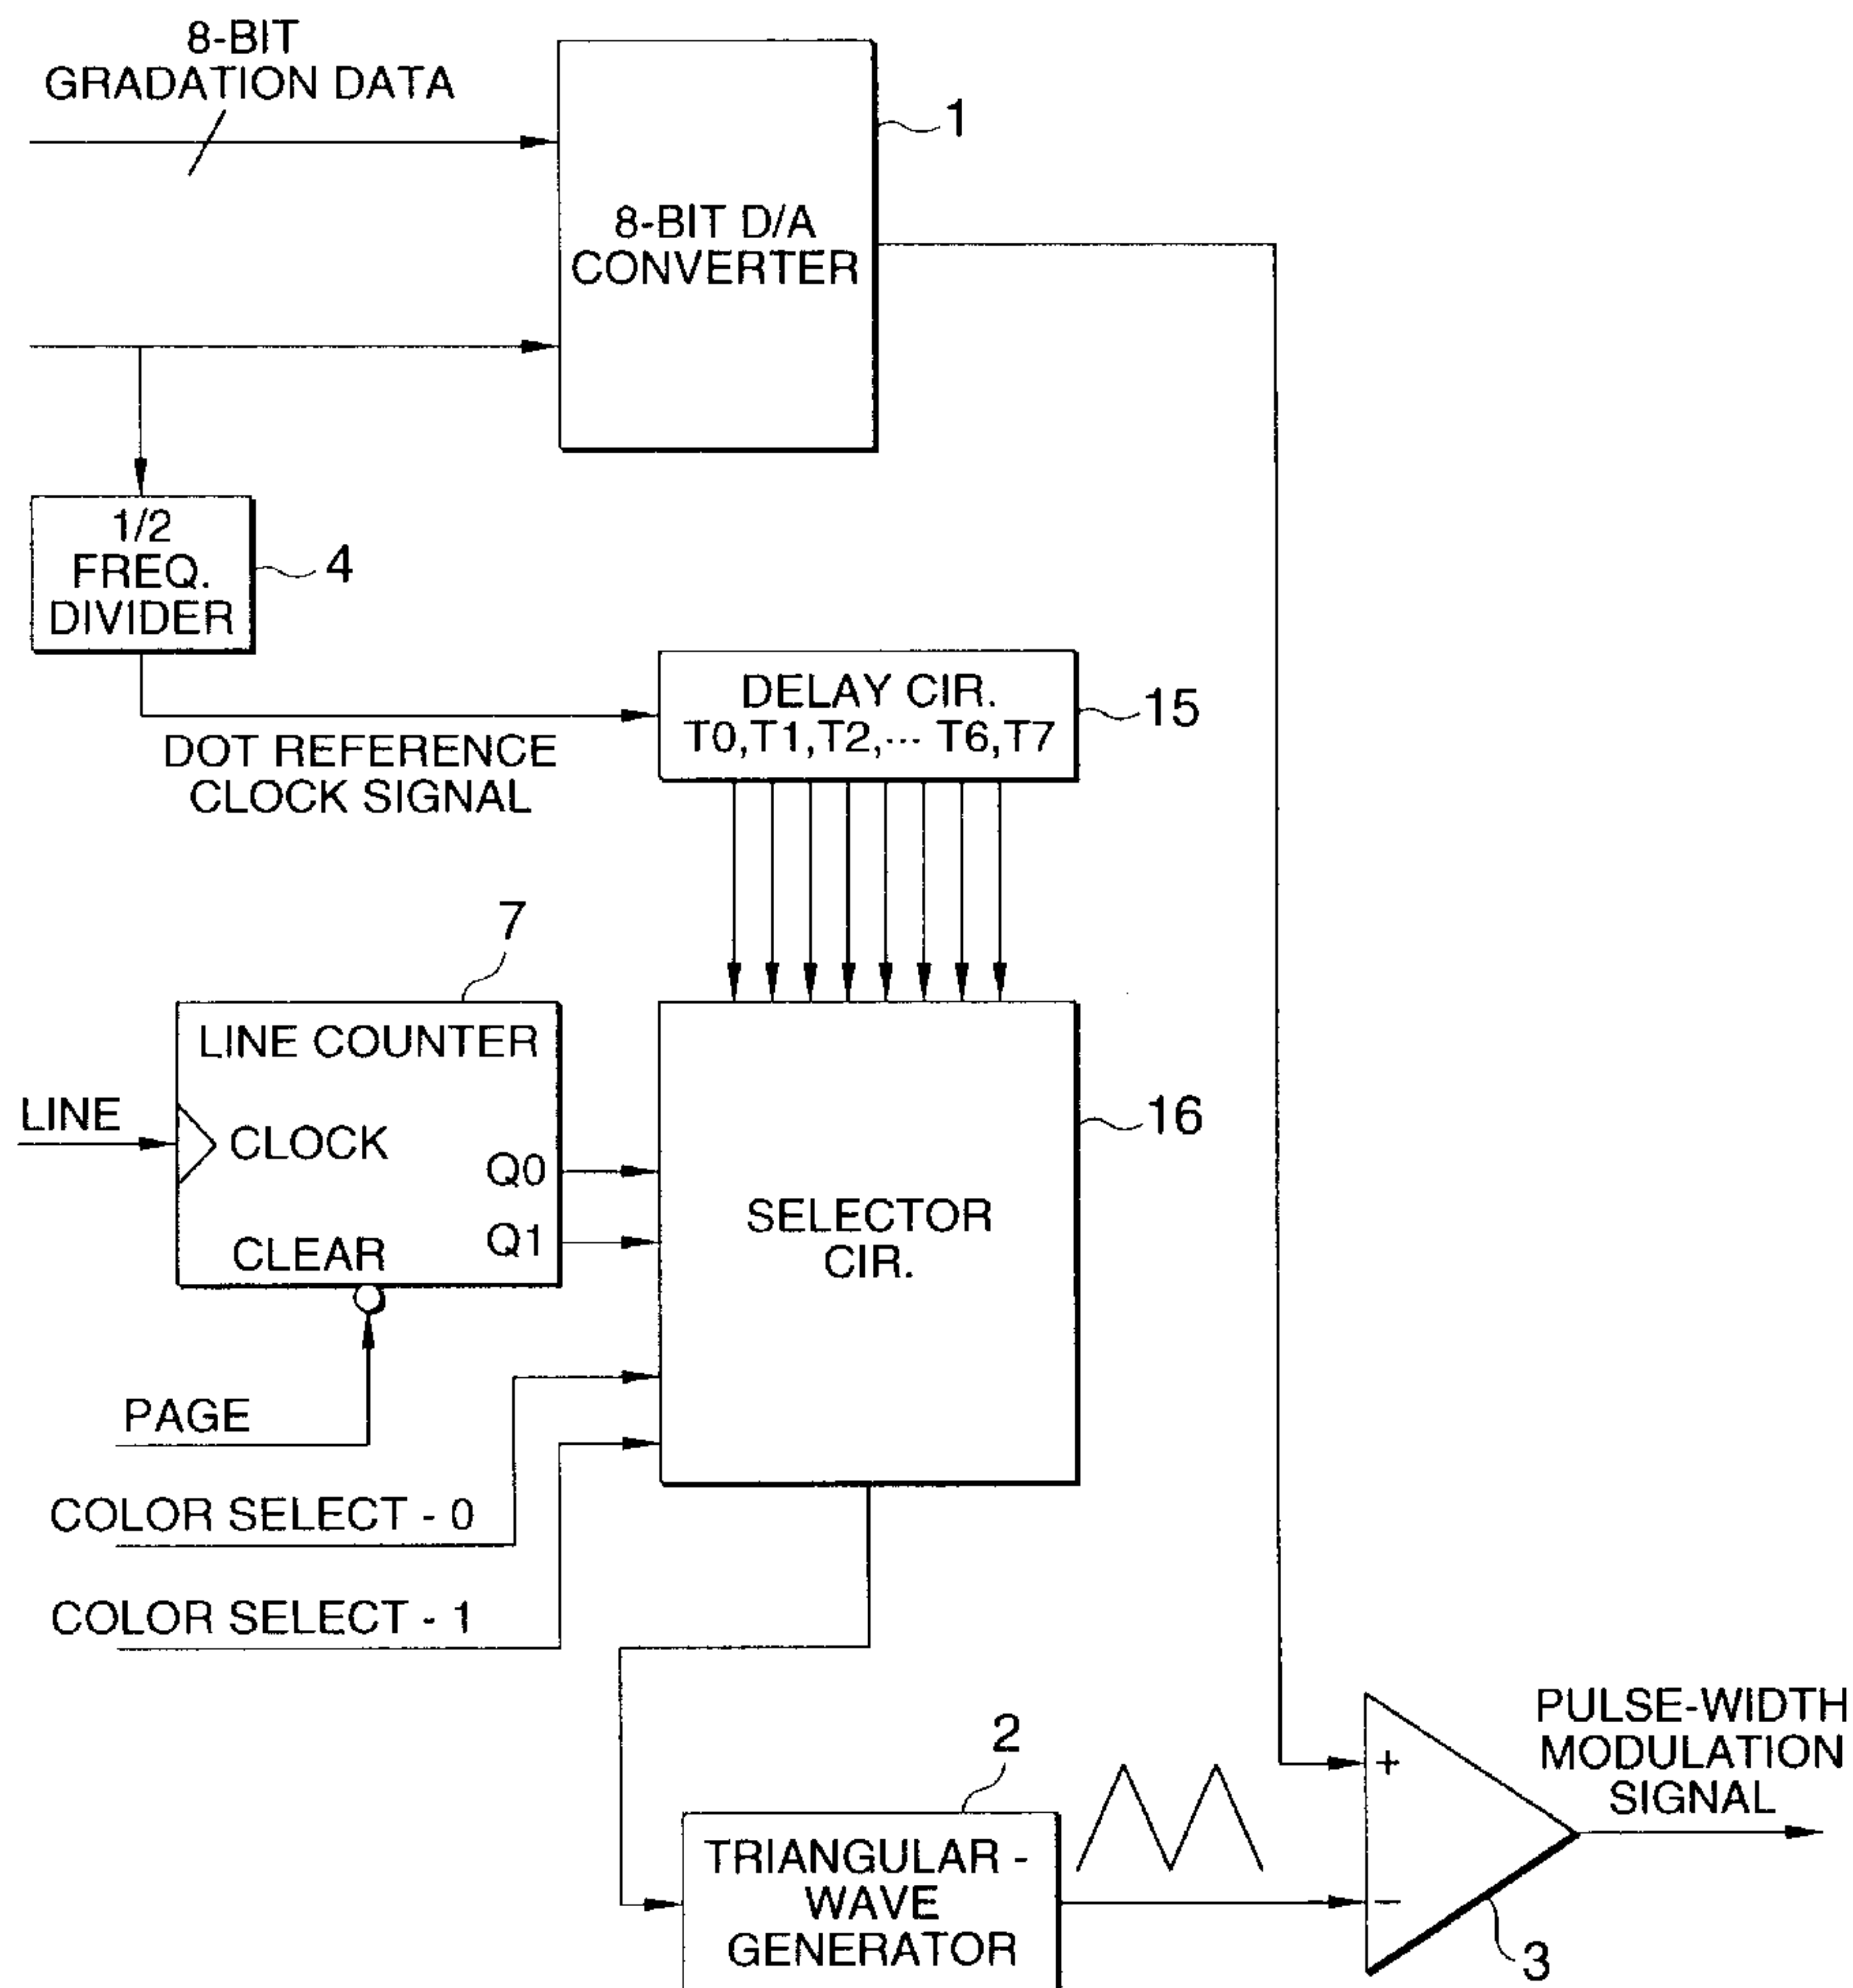 8-BIT
GRADATION DATA
1
8-BIT D/A
CONVERTER
1/2
FREQ.
DIVIDER
4
DELAY CIR.
T0,T1,T2,··· T6,T7
15
DOT REFERENCE
CLOCK SIGNAL
7
LINE COUNTER
LINE
CLOCK
Q0
Q1
CLEAR
16
SELECTOR
CIR.
PAGE
COLOR SELECT - 0
COLOR SELECT - 1
2
TRIANGULAR -
WAVE
GENERATOR
+
−
PULSE-WIDTH
MODULATION
SIGNAL
3